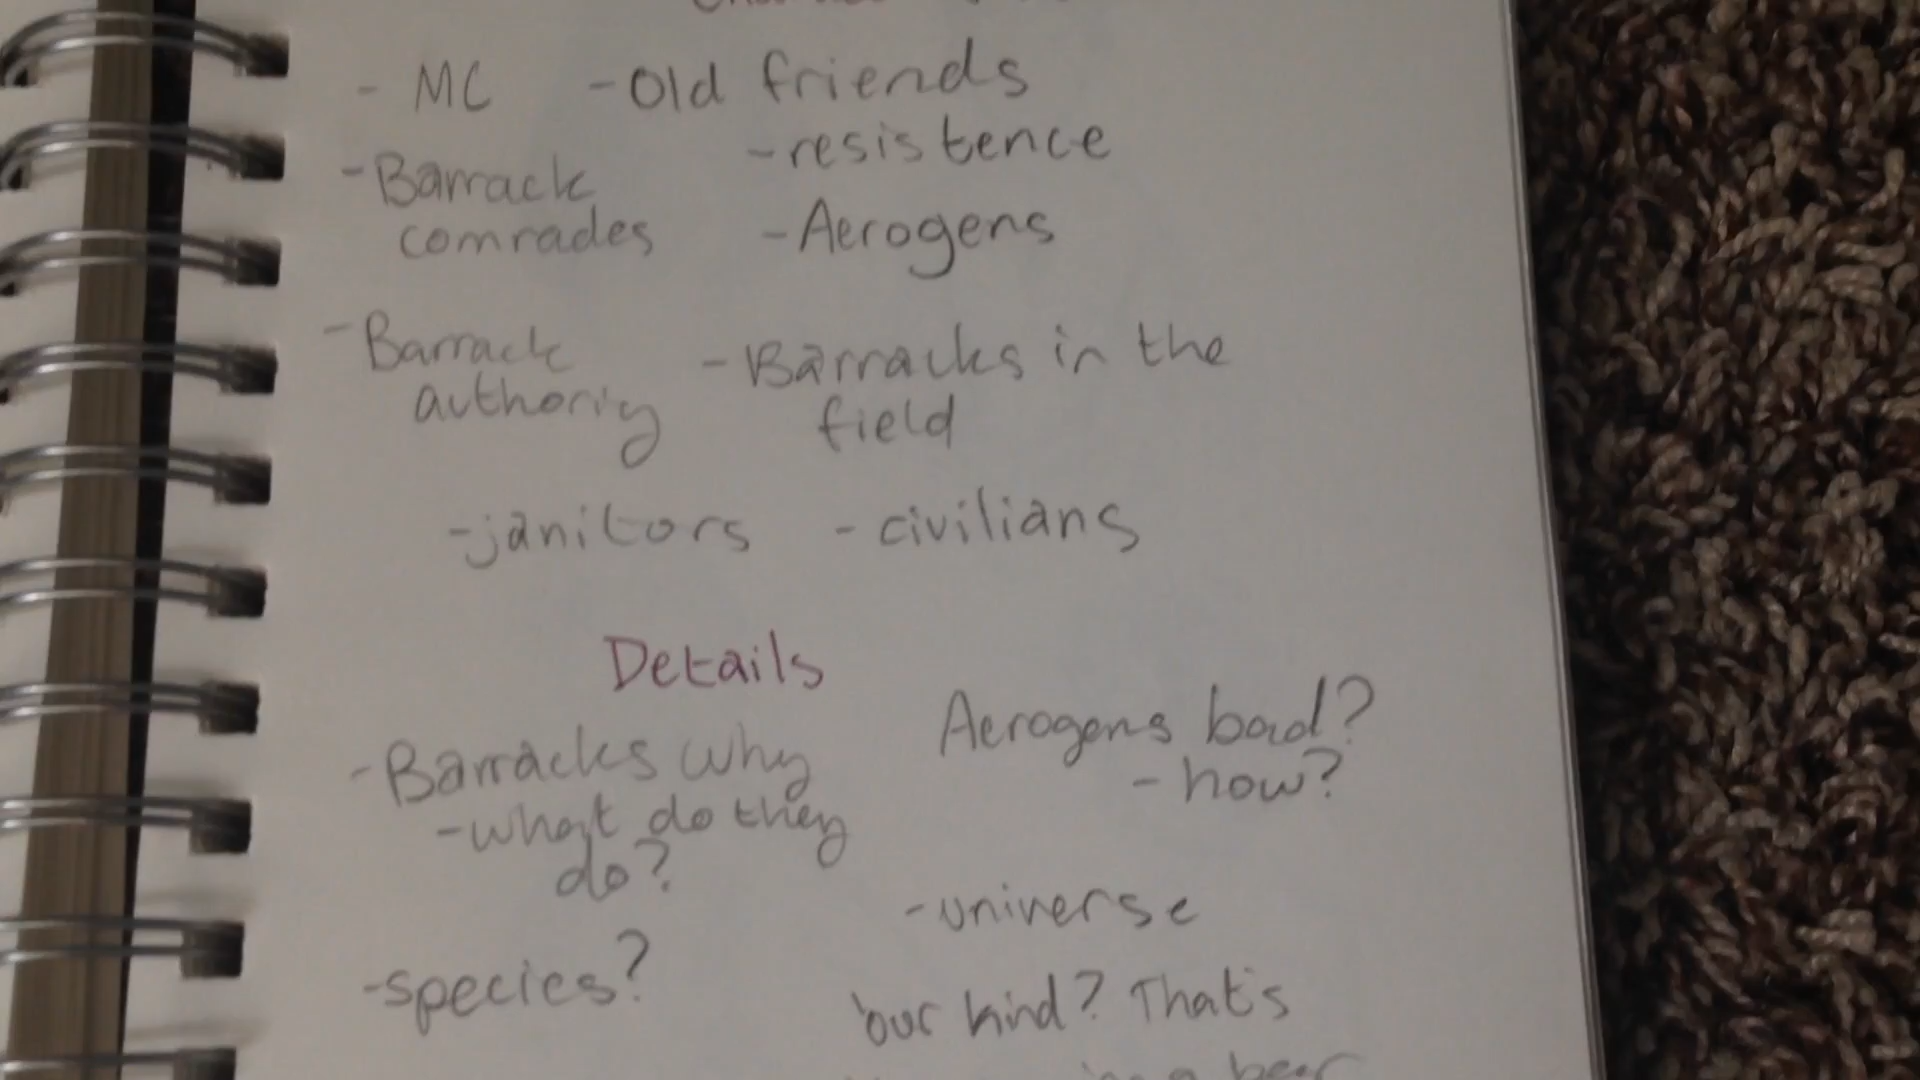 - MC - Old friends
- resistence
- Barrack
comrades
- Aerogens
- Barrack
authoriy
- Barracks in the
field
- janitors - civilians
Details
- Barracks why
- what do they
do?
Aerogens bad?
- how?
- universe
- species?
'our kind? That's